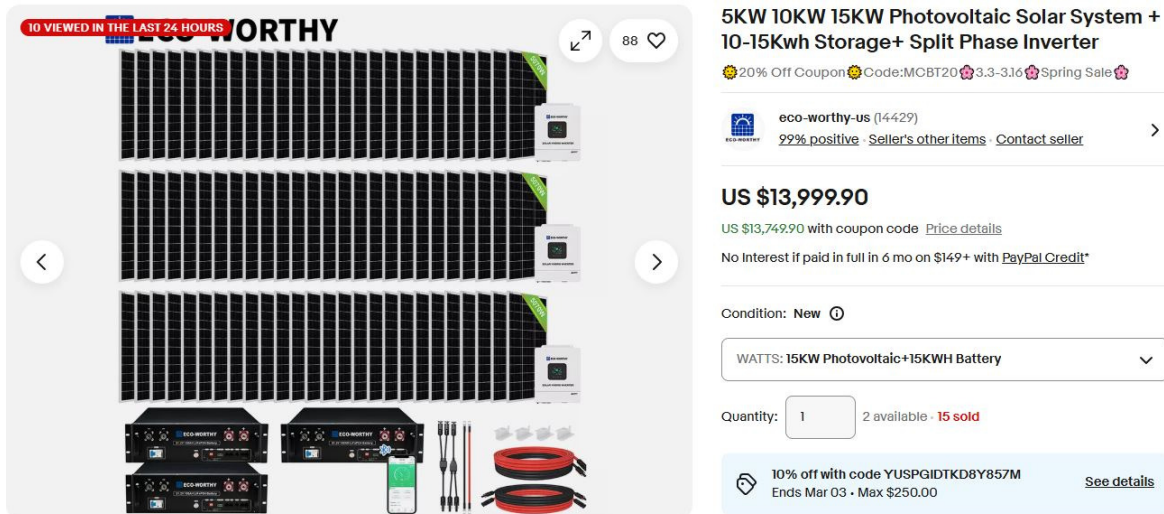 10 VIEWED IN THE LAST 24 HOURS
WORTHY
88
ECO-WORTHY
ECO-WORTHY
ECO-WORTHY
5KW 10KW 15KW Photovoltaic Solar System +
10-15Kwh Storage+ Split Phase Inverter
🌞20% Off Coupon🌞Code:MCBT20🌸3.3-3.16🌸Spring Sale🌸
ECO-WORTHY
eco-worthy-us (14429)
99% positive · Seller's other items · Contact seller
US $13,999.90
US $13,749.90 with coupon code Price details
No Interest if paid in full in 6 mo on $149+ with PayPal Credit*
Condition: New
WATTS: 15KW Photovoltaic+15KWH Battery
Quantity: 1 2 available · 15 sold
10% off with code YUSPGIDTKD8Y857M
Ends Mar 03 • Max $250.00
See details